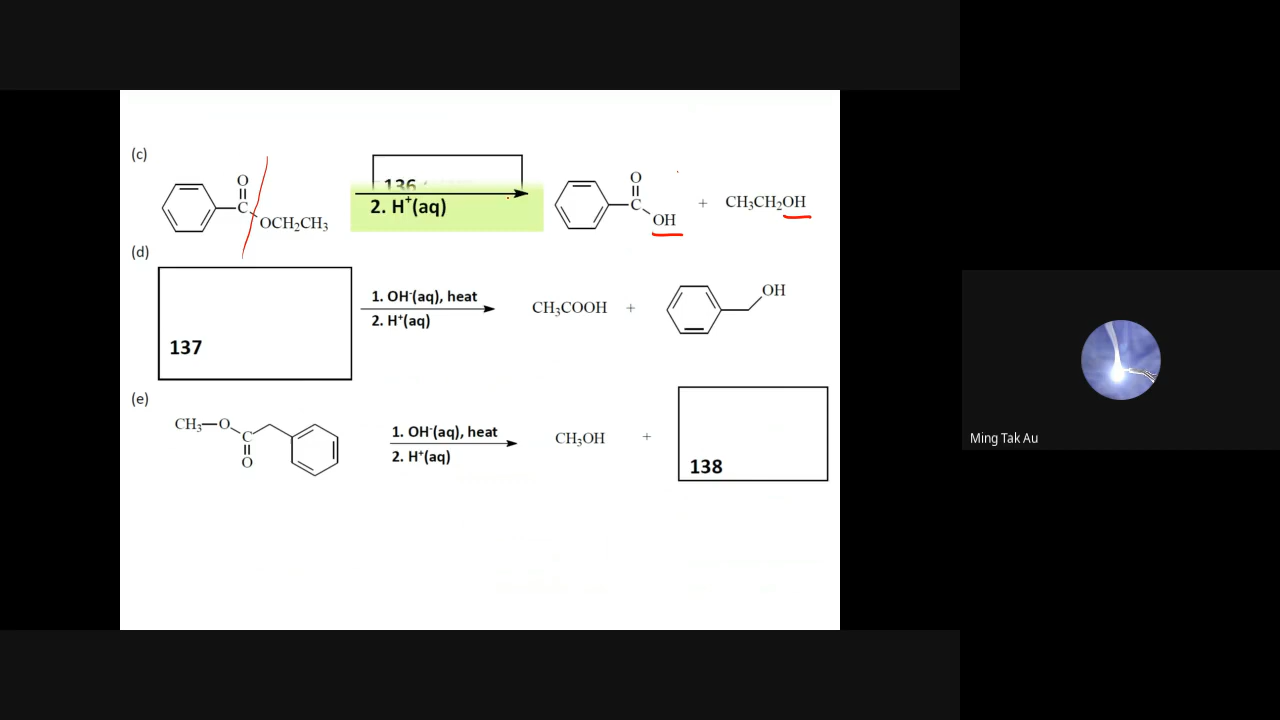 (c)
O
C
OCH₂CH₃
136
2. H⁺(aq)
O
C
OH
+ CH₃CH₂OH
(d)
137
1. OH⁻(aq), heat
2. H⁺(aq)
CH₃COOH +
OH
(e)
CH₃—O
C
O
1. OH⁻(aq), heat
2. H⁺(aq)
CH₃OH +
138
Ming Tak Au